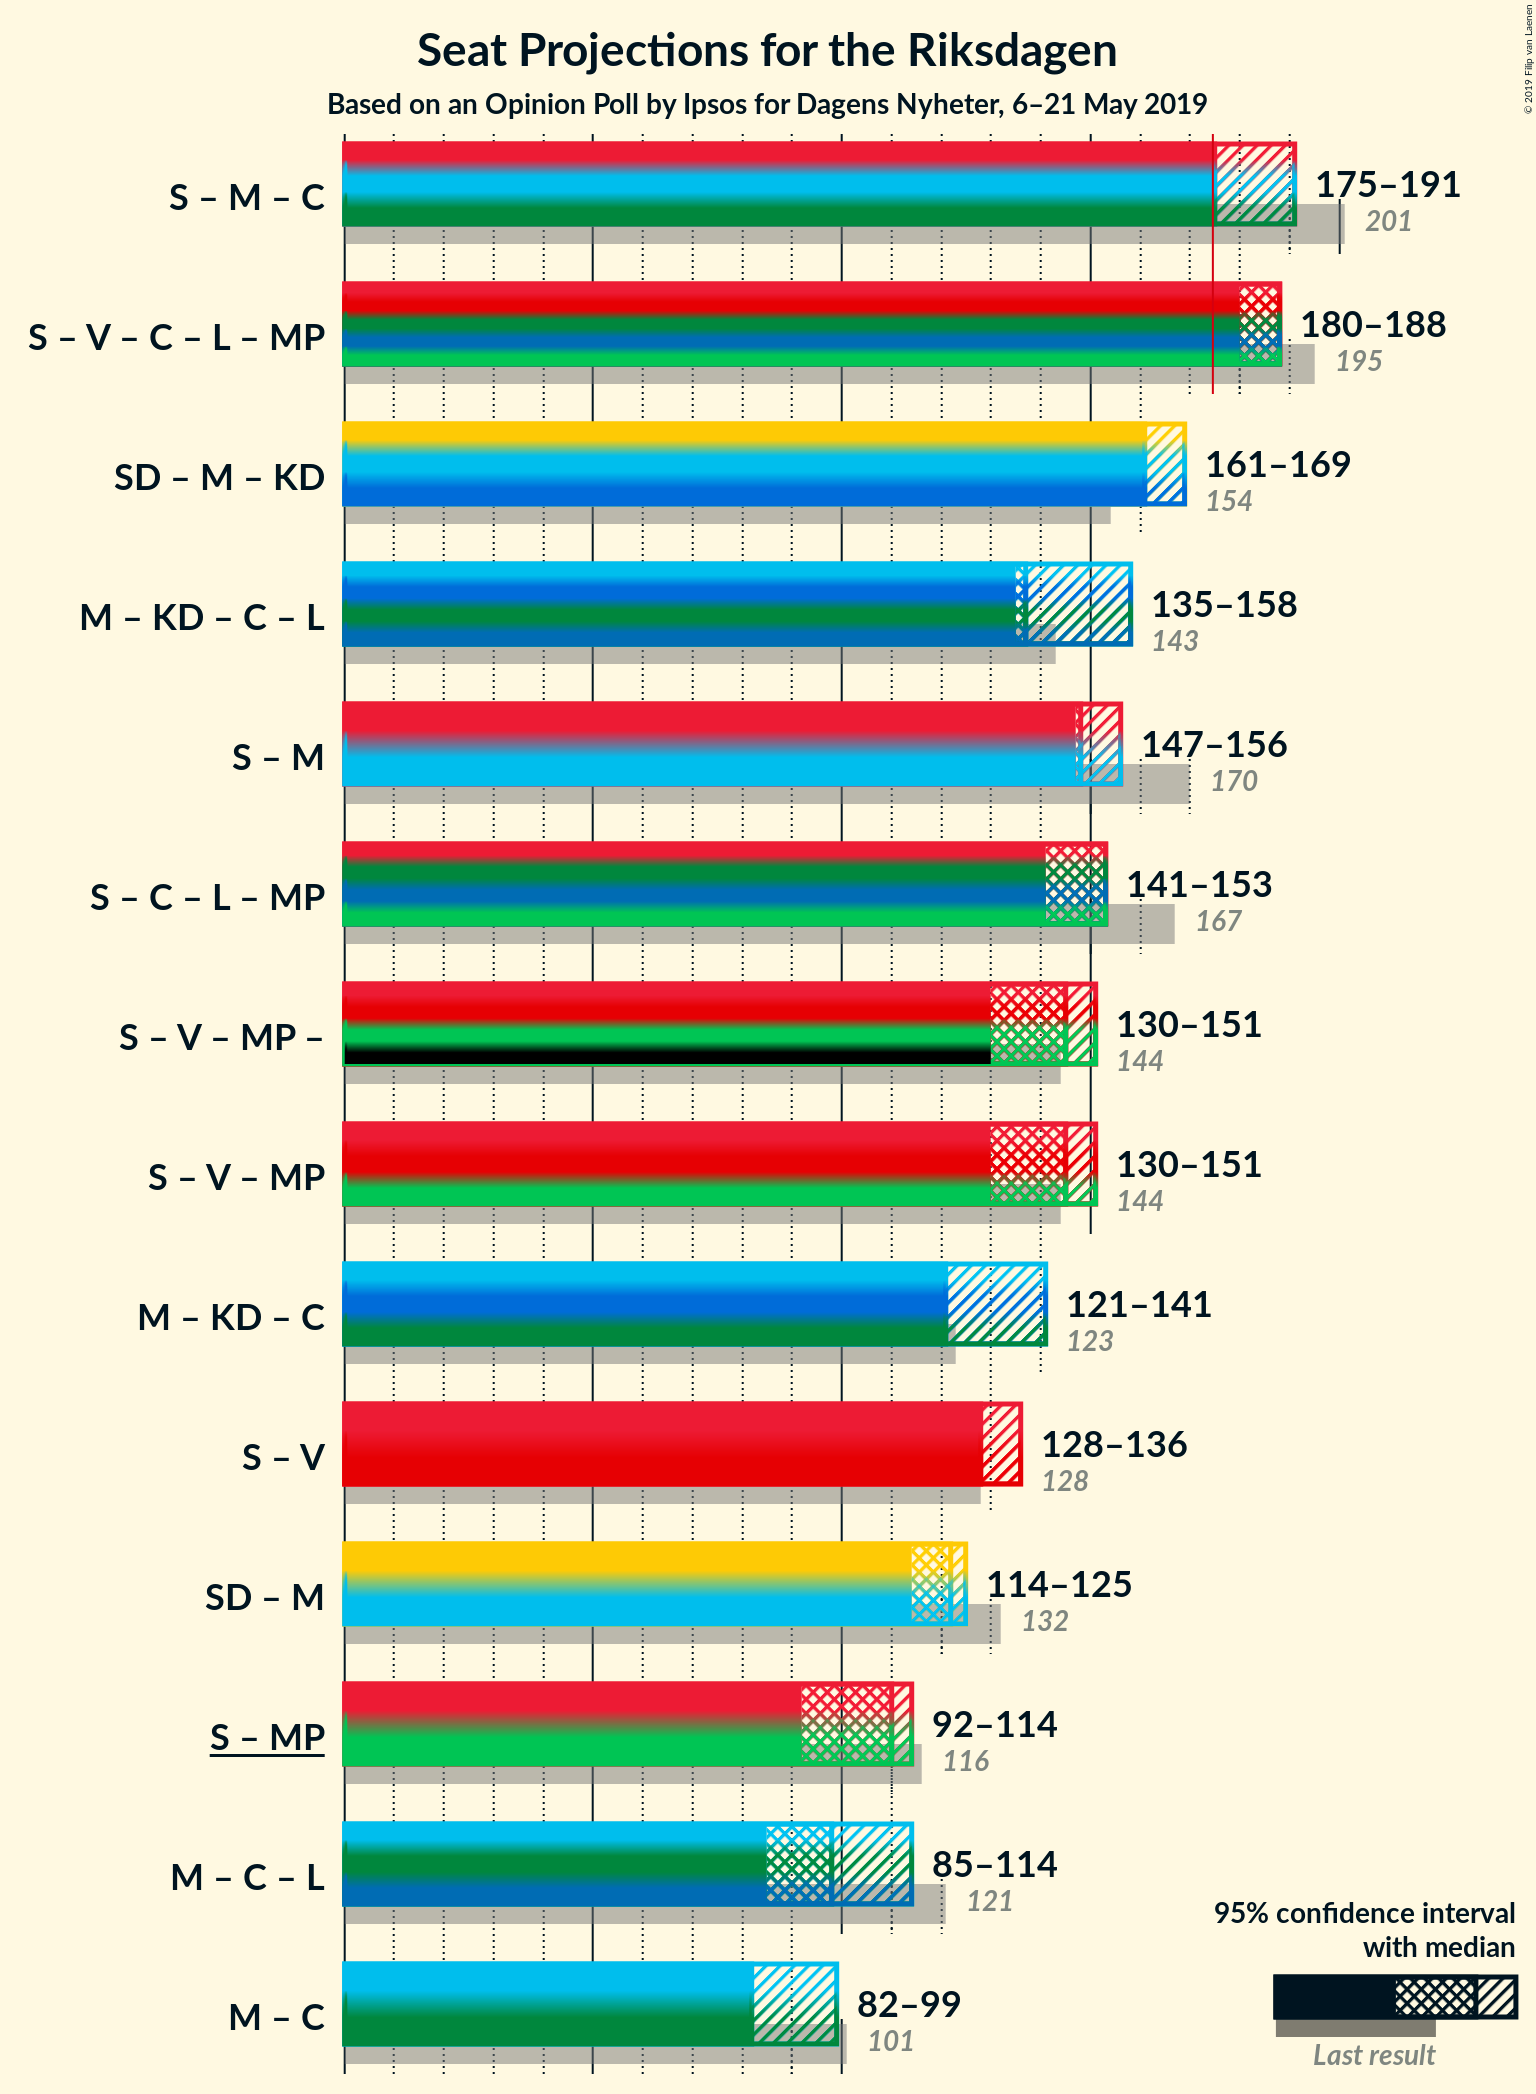 Seat Projections for the Riksdagen
Based on an Opinion Poll by Ipsos for Dagens Nyheter, 6–21 May 2019
© 2019 Filip van Laenen
S – M – C
175–191
201
S – V – C – L – MP
180–188
195
SD – M – KD
161–169
154
M – KD – C – L
135–158
143
S – M
147–156
170
S – C – L – MP
141–153
167
S – V – MP –
130–151
144
S – V – MP
130–151
144
M – KD – C
121–141
123
S – V
128–136
128
SD – M
114–125
132
S – MP
92–114
116
M – C – L
85–114
121
M – C
82–99
101
95% confidence interval
with median
Last result